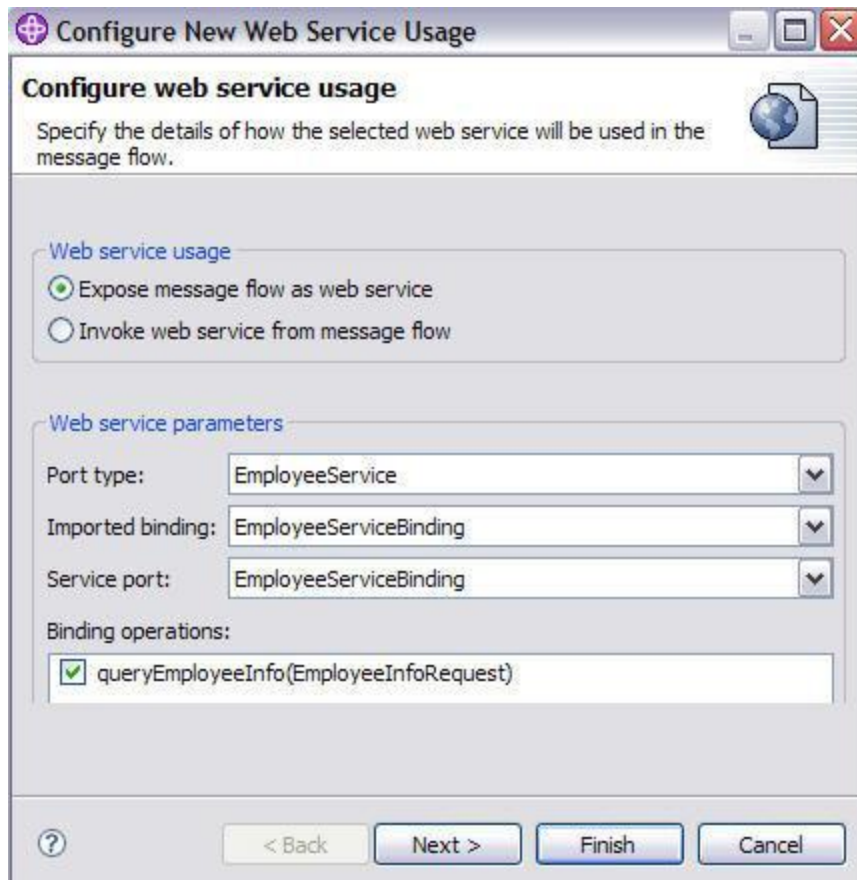 Configure New Web Service Usage
Configure web service usage
Specify the details of how the selected web service will be used in the
message flow.
Web service usage
Expose message flow as web service
Invoke web service from message flow
Web service parameters
Port type: EmployeeService
Imported binding: EmployeeServiceBinding
Service port: EmployeeServiceBinding
Binding operations:
queryEmployeeInfo(EmployeeInfoRequest)
? < Back Next > Finish Cancel